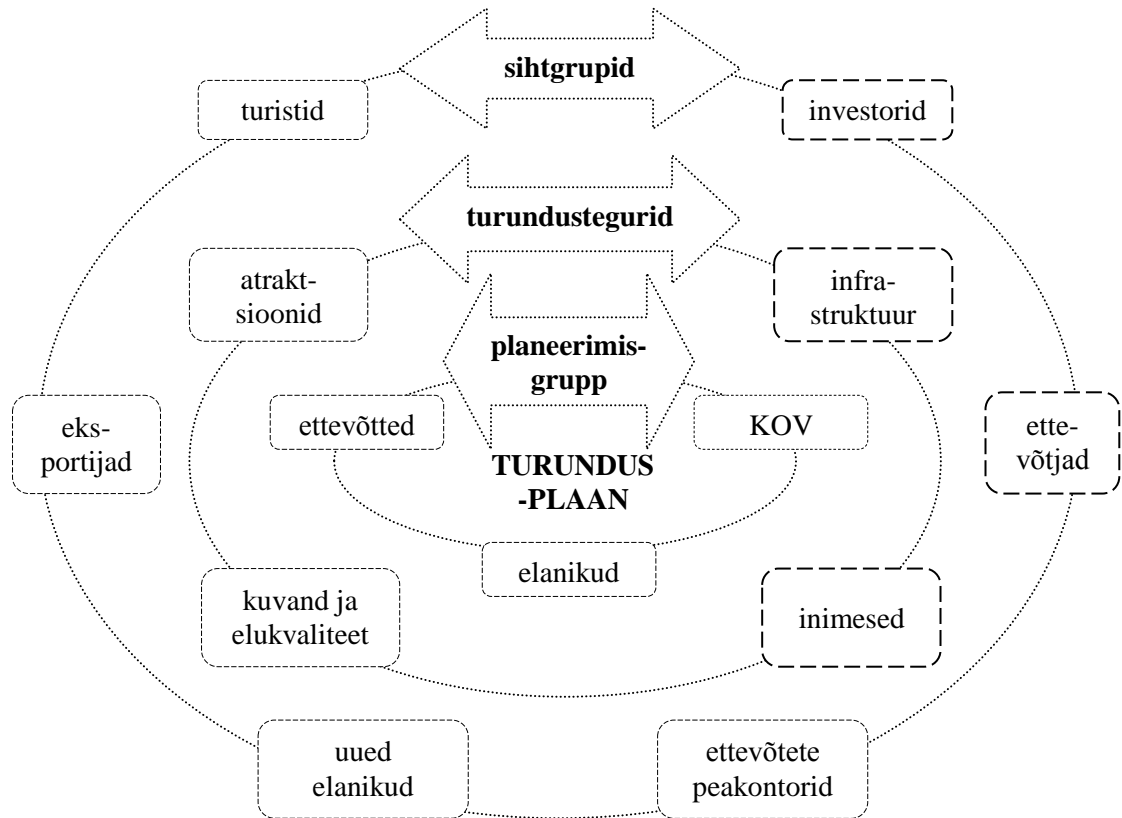 sihtgrupid
turistid
investorid
turundustegurid
atrakt-
sioonid
infra-
struktuur
planeerimis-
grupp
ettevõtted
KOV
eks-
portijad
ette-
võtjad
TURUNDUS
-PLAAN
elanikud
kuvand ja
elukvaliteet
inimesed
uued
elanikud
ettevõtete
peakontorid